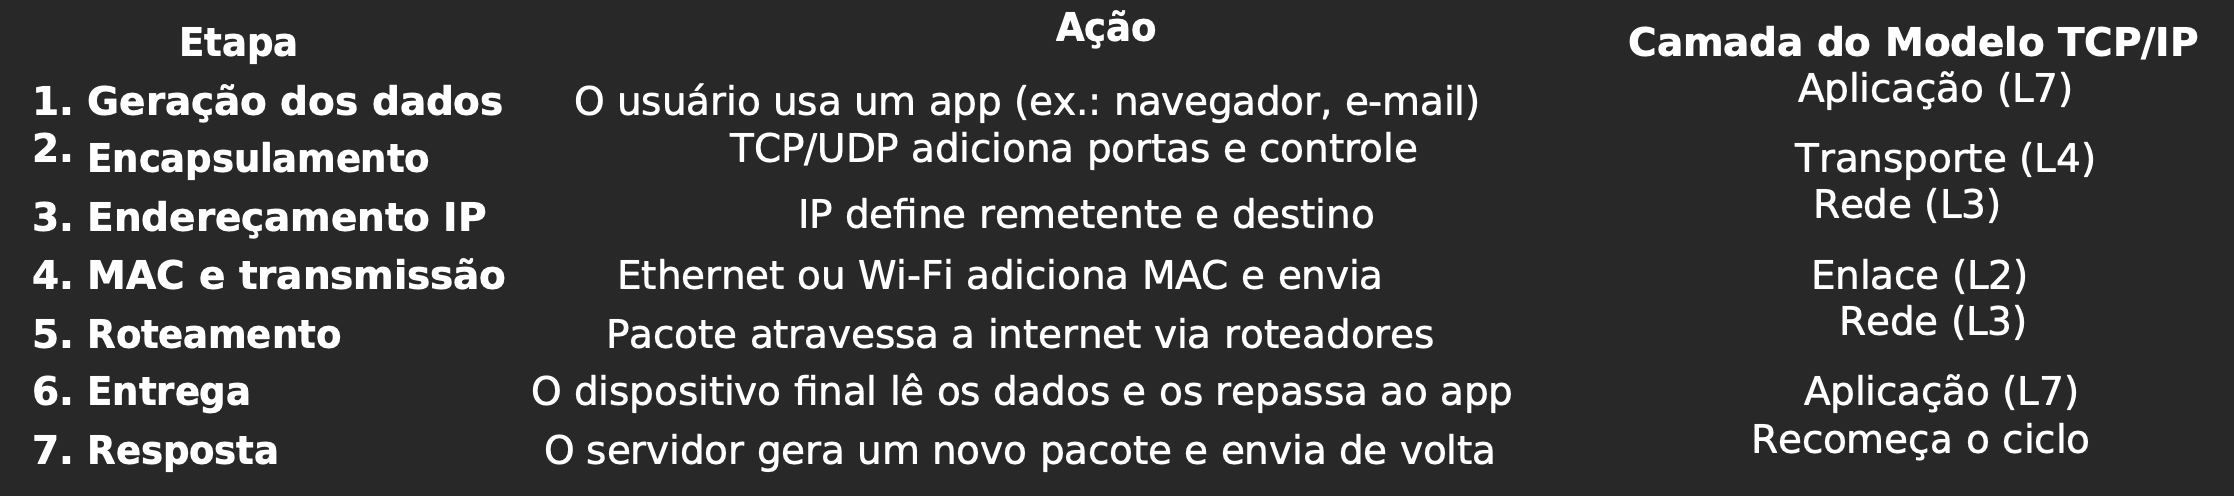 Etapa Ação Camada do Modelo TCP/IP
1. Geração dos dados O usuário usa um app (ex.: navegador, e-mail) Aplicação (L7)
2. Encapsulamento TCP/UDP adiciona portas e controle Transporte (L4)
3. Endereçamento IP IP define remetente e destino Rede (L3)
4. MAC e transmissão Ethernet ou Wi-Fi adiciona MAC e envia Enlace (L2)
5. Roteamento Pacote atravessa a internet via roteadores Rede (L3)
6. Entrega O dispositivo final lê os dados e os repassa ao app Aplicação (L7)
7. Resposta O servidor gera um novo pacote e envia de volta Recomeça o ciclo